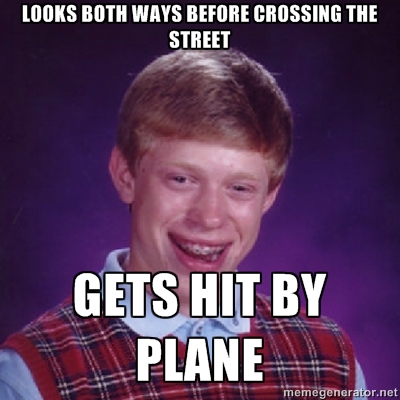 LOOKS BOTH WAYS BEFORE CROSSING THE
STREET
GETS HIT BY
PLANE
memegenerator.net